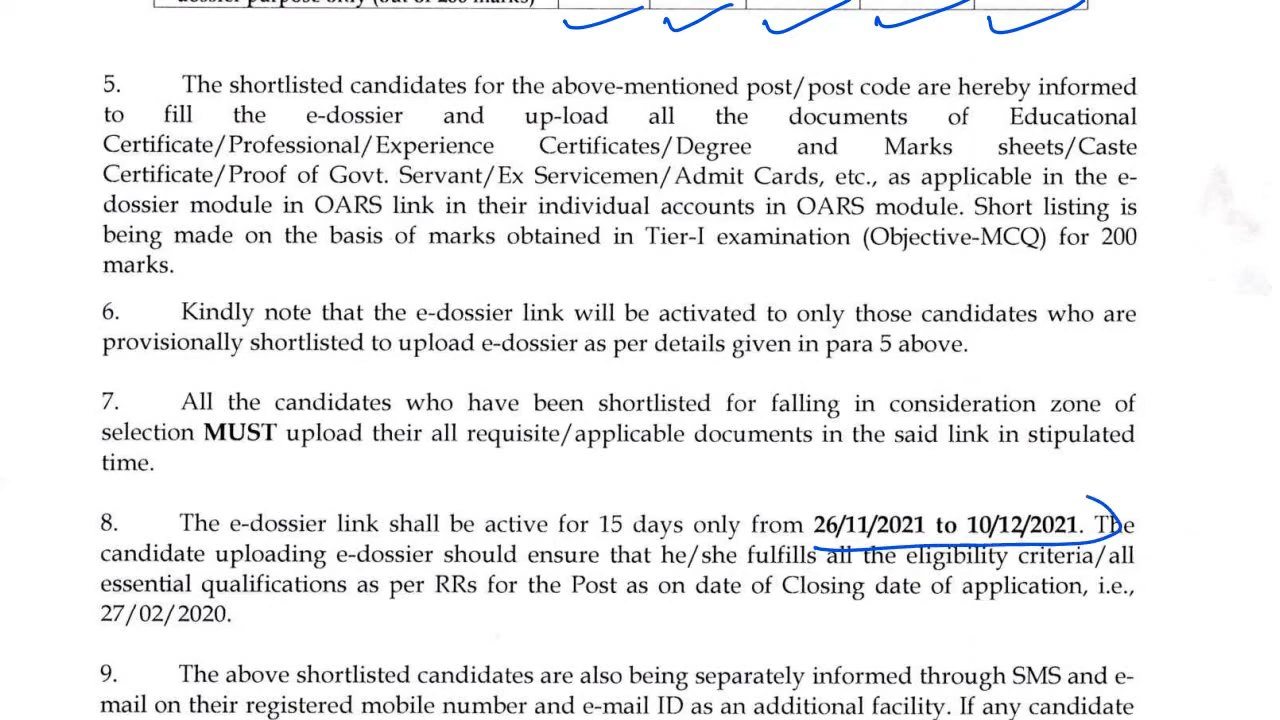 dossier purpose only (out of 200 marks)
5. The shortlisted candidates for the above-mentioned post/post code are hereby informed
to fill the e-dossier and up-load all the documents of Educational
Certificate/Professional/Experience Certificates/Degree and Marks sheets/Caste
Certificate/Proof of Govt. Servant/Ex Servicemen/Admit Cards, etc., as applicable in the e-
dossier module in OARS link in their individual accounts in OARS module. Short listing is
being made on the basis of marks obtained in Tier-I examination (Objective-MCQ) for 200
marks.
6. Kindly note that the e-dossier link will be activated to only those candidates who are
provisionally shortlisted to upload e-dossier as per details given in para 5 above.
7. All the candidates who have been shortlisted for falling in consideration zone of
selection MUST upload their all requisite/applicable documents in the said link in stipulated
time.
8. The e-dossier link shall be active for 15 days only from 26/11/2021 to 10/12/2021. The
candidate uploading e-dossier should ensure that he/she fulfills all the eligibility criteria/all
essential qualifications as per RRs for the Post as on date of Closing date of application, i.e.,
27/02/2020.
9. The above shortlisted candidates are also being separately informed through SMS and e-
mail on their registered mobile number and e-mail ID as an additional facility. If any candidate